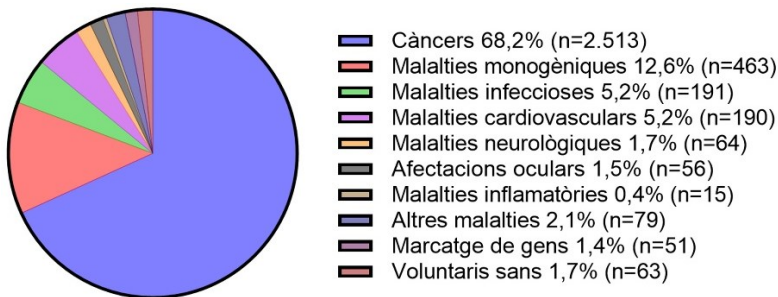 Càncers 68,2% (n=2.513)
Malalties monogèniques 12,6% (n=463)
Malalties infeccioses 5,2% (n=191)
Malalties cardiovasculars 5,2% (n=190)
Malalties neurològiques 1,7% (n=64)
Afectacions oculars 1,5% (n=56)
Malalties inflamatòries 0,4% (n=15)
Altres malalties 2,1% (n=79)
Marcatge de gens 1,4% (n=51)
Voluntaris sans 1,7% (n=63)